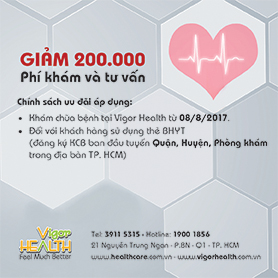 GIẢM 200.000
Phí khám và tư vấn
Chính sách ưu đãi áp dụng:
• Khám chữa bệnh tại Vigor Health từ 08/8/2017.
• Đối với khách hàng sử dụng thẻ BHYT
(đăng ký KCB ban đầu tuyến Quận, Huyện, Phòng khám
trong địa bàn TP. HCM)
Vigor
HEALTH
Feel Much Better
Tel: 3911 5315 - Hotline: 1900 1856
21 Nguyễn Trung Ngạn - P.BN - Q1 - TP. HCM
www.healthcare.com.vn - www.vigorhealth.com.vn